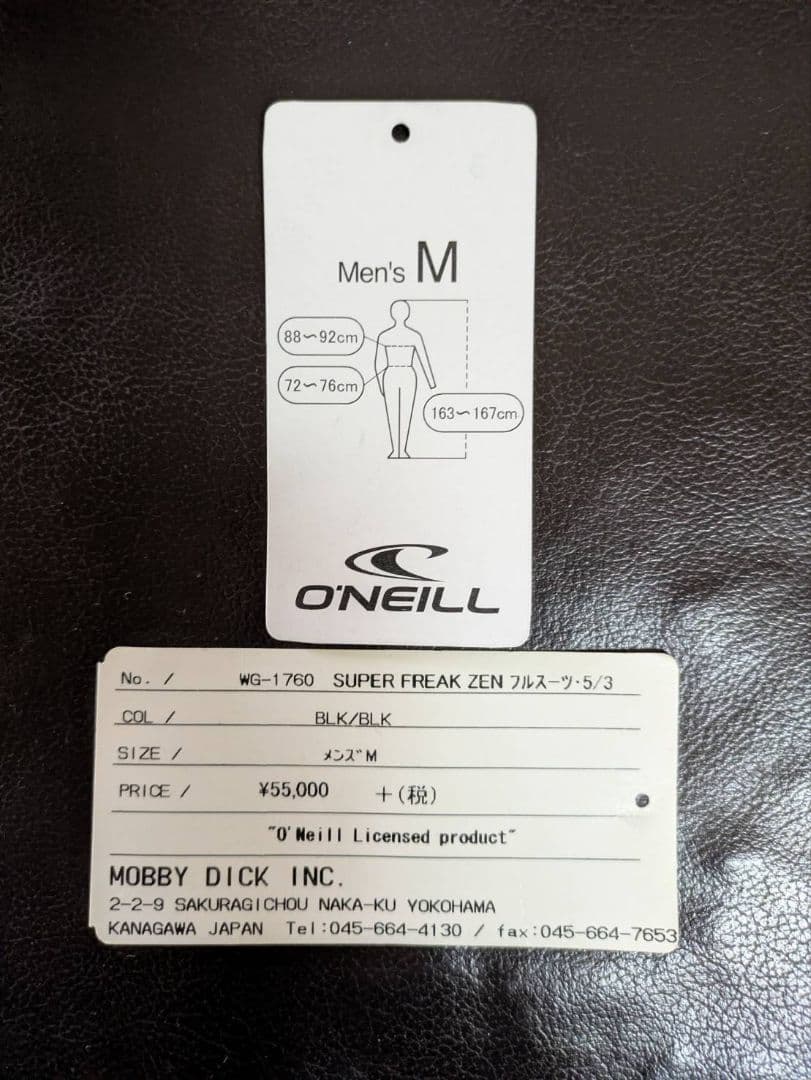 Men's M
88〜92cm
72〜76cm
163〜167cm
O'NEILL
No. / WG-1760 SUPER FREAK ZEN フルスーツ・5/3
COL / BLK/BLK
SIZE / メンズM
PRICE / ¥55,000 +(税)
"O'Neill Licensed product"
MOBBY DICK INC.
2-2-9 SAKURAGICHOU NAKA-KU YOKOHAMA
KANAGAWA JAPAN Tel:045-664-4130 / fax:045-664-7653